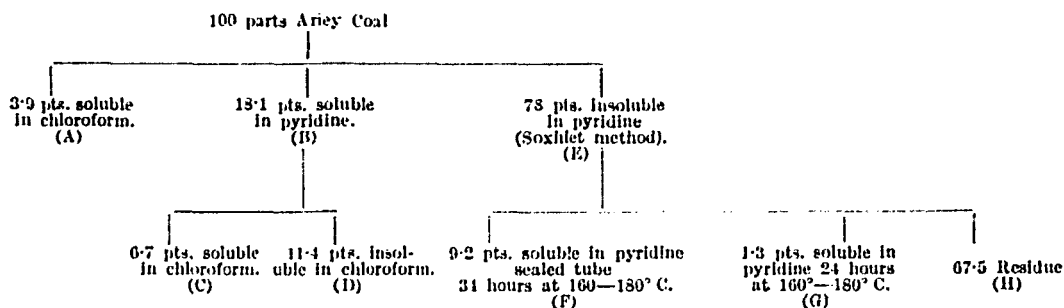 100 parts Arley Coal
3·9 pts. soluble
in chloroform.
(A)
18·1 pts. soluble
in pyridine.
(B)
78 pts. insoluble
in pyridine
(Soxhlet method).
(E)
6·7 pts. soluble
in chloroform.
(C)
11·4 pts. insol-
uble in chloroform.
(D)
9·2 pts. soluble in pyridine
sealed tube
34 hours at 160—180° C.
(F)
1·3 pts. soluble in
pyridine 24 hours
at 160°—180° C.
(G)
67·5 Residue
(H)